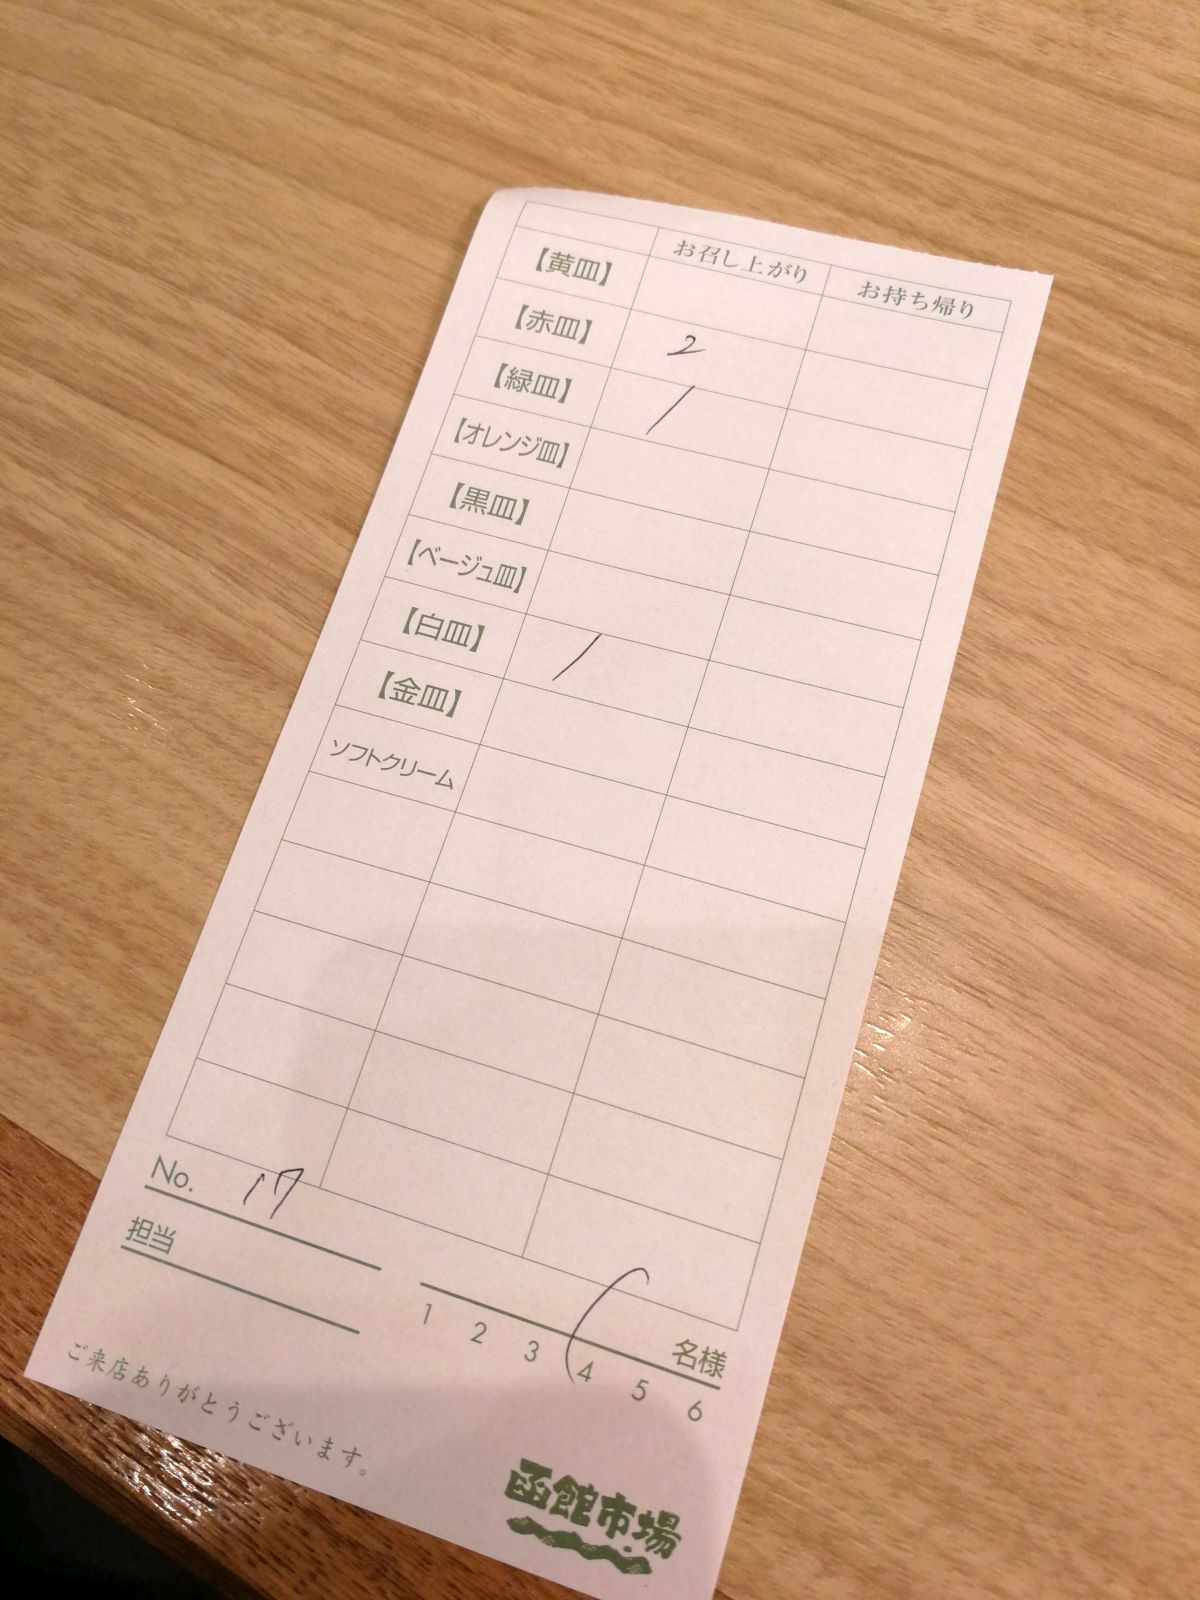 お召し上がり お持ち帰り
【黄皿】
【赤皿】 2
【緑皿】 1
【オレンジ皿】
【黒皿】
【ベージュ皿】
【白皿】 1
【金皿】
ソフトクリーム
No. 17
担当
名様
1 2 3 4 5 6
ご来店ありがとうございます。
函館市場